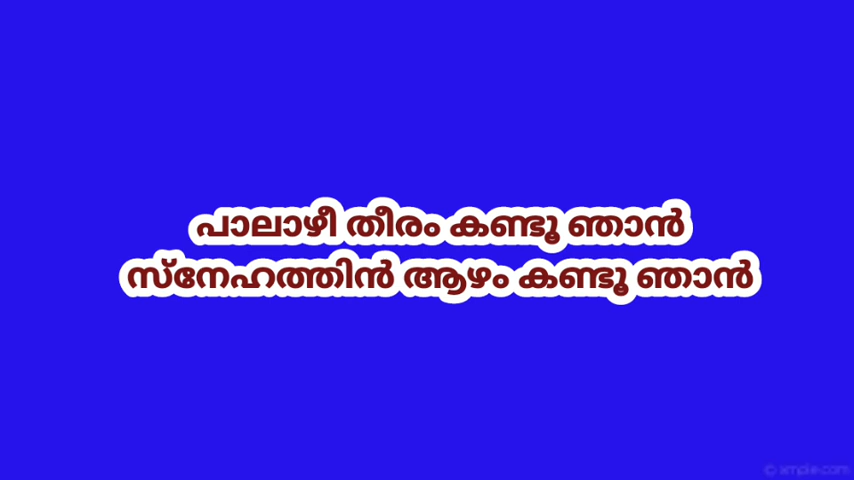 പാലാഴീ തീരം കണ്ടൂ ഞാൻ
സ്നേഹത്തിൻ ആഴം കണ്ടൂ ഞാൻ